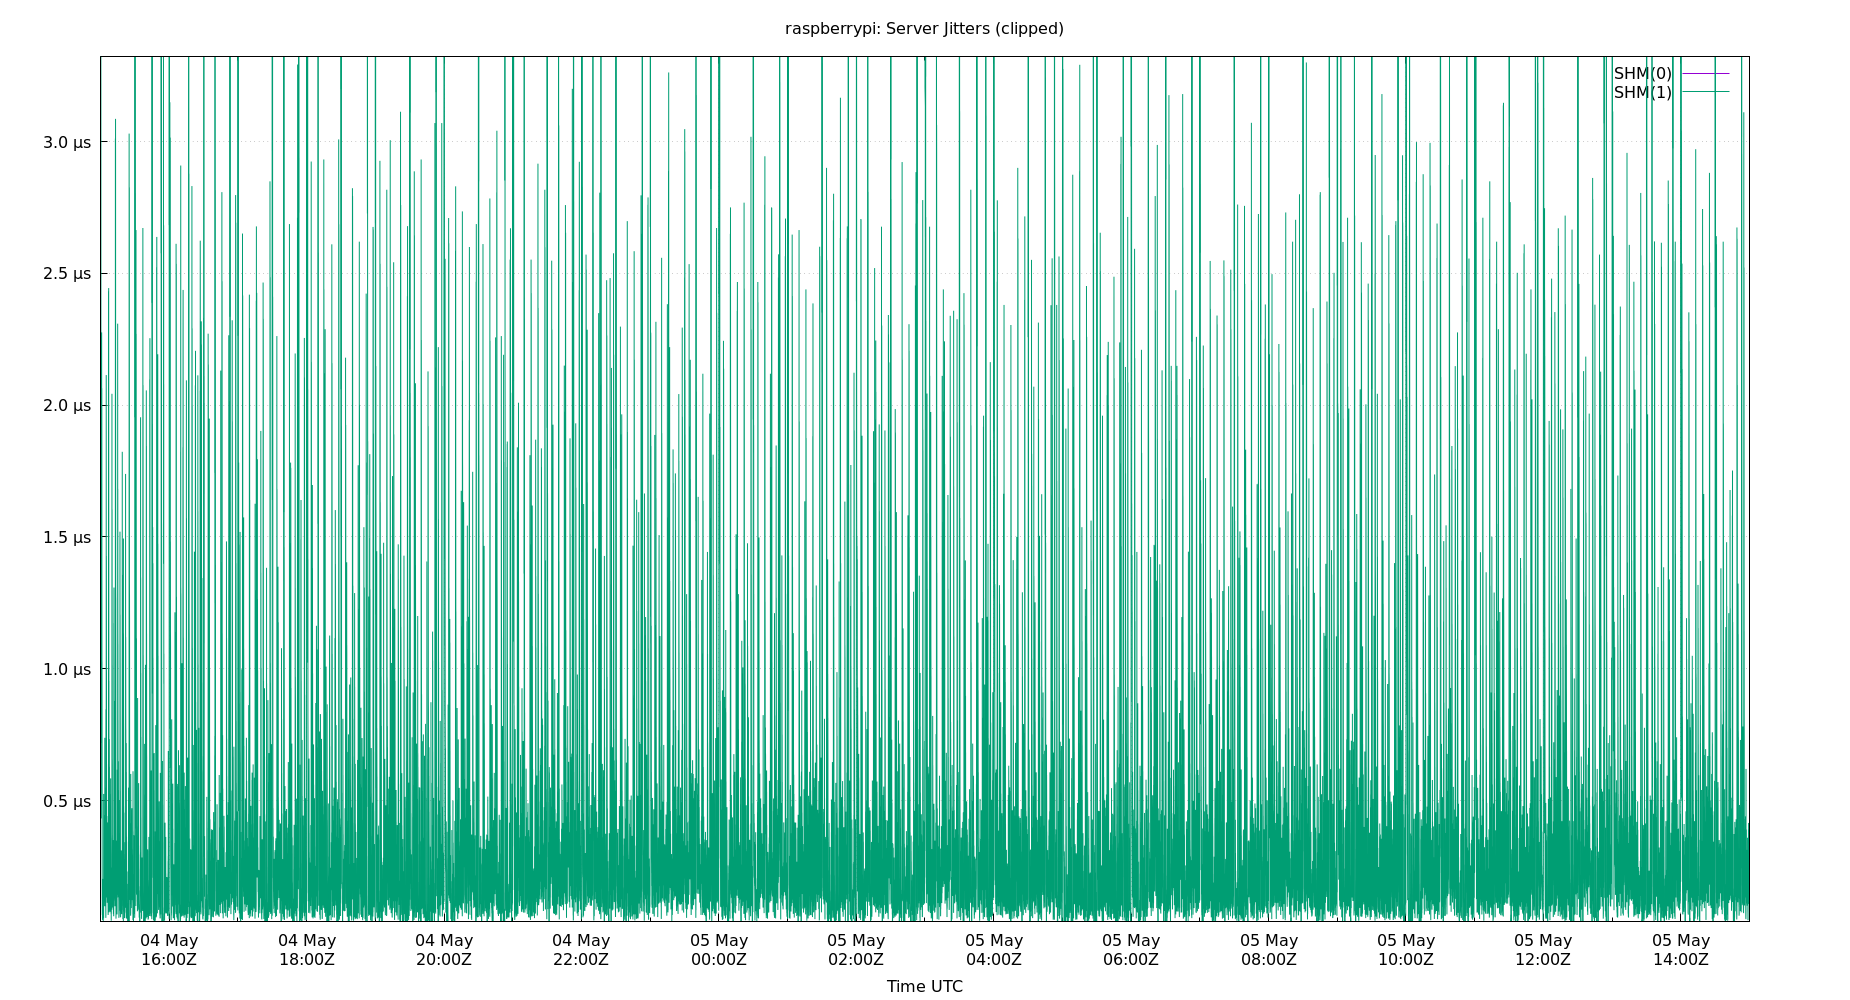 raspberrypi: Server Jitters (clipped)
SHM(0)
SHM(1)
3.0 µs
2.5 µs
2.0 µs
1.5 µs
1.0 µs
0.5 µs
04 May 04 May 04 May 04 May 05 May 05 May 05 May 05 May 05 May 05 May 05 May 05 May
16:00Z 18:00Z 20:00Z 22:00Z 00:00Z 02:00Z 04:00Z 06:00Z 08:00Z 10:00Z 12:00Z 14:00Z
Time UTC